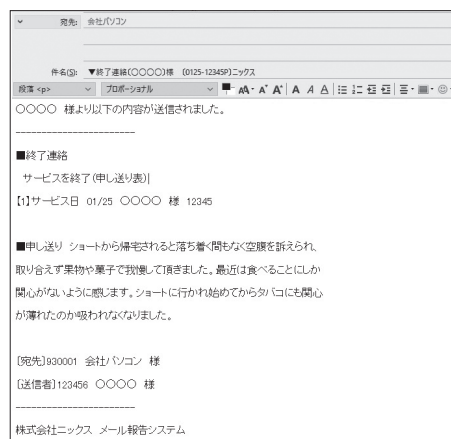 宛先: 会社パソコン
件名(S): ▼終了連絡(〇〇〇〇)様 (0125-12345P)ニックス
段落 <p> プロポーショナル
〇〇〇〇 様より以下の内容が送信されました。
-----------------------
■終了連絡
サービスを終了(申し送り表)
【1】サービス日 01/25 〇〇〇〇 様 12345
■申し送り ショートから帰宅されると落ち着く間もなく空腹を訴えられ、
取り合えず果物や菓子で我慢して頂きました。最近は食べることにしか
関心がないように感じます。ショートに行かれ始めてからタバコにも関心
が薄れたのか吸われなくなりました。
〔宛先〕930001 会社パソコン 様
〔送信者〕123456 〇〇〇〇 様
-----------------------
株式会社ニックス メール報告システム